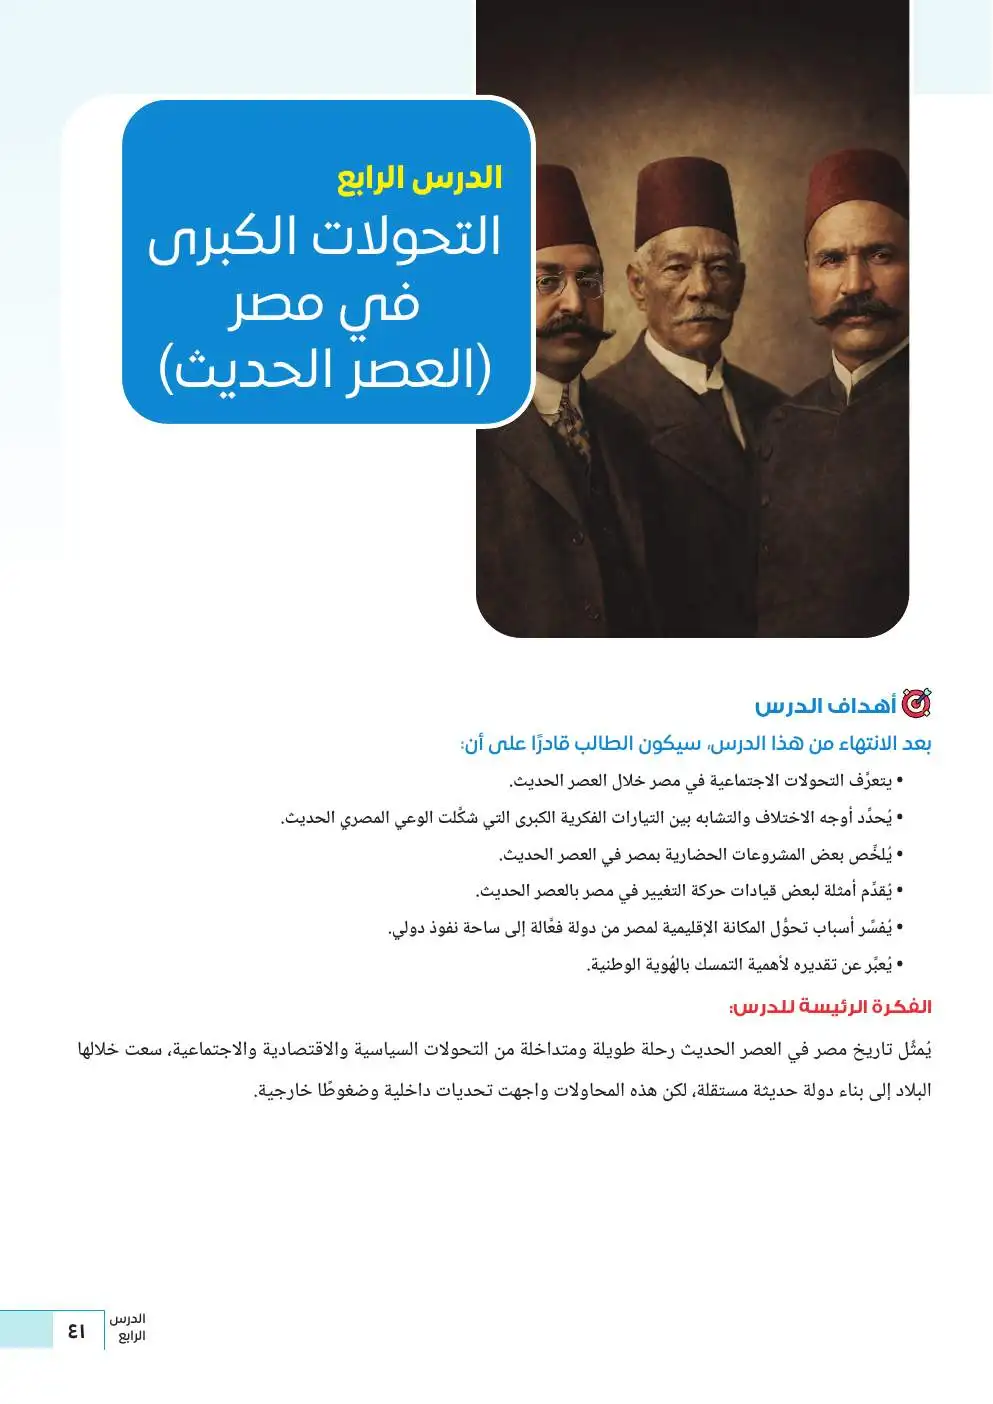 الدرس الرابع
التحولات الكبرى
في مصر
(العصر الحديث)
أهداف الدرس
بعد الانتهاء من هذا الدرس، سيكون الطالب قادرًا على أن:
• يتعرَّف التحولات الاجتماعية في مصر خلال العصر الحديث.
• يُحدِّد أوجه الاختلاف والتشابه بين التيارات الفكرية الكبرى التي شكَّلت الوعي المصري الحديث.
• يُلخِّص بعض المشروعات الحضارية بمصر في العصر الحديث.
• يُقدِّم أمثلة لبعض قيادات حركة التغيير في مصر بالعصر الحديث.
• يُفسِّر أسباب تحوُّل المكانة الإقليمية لمصر من دولة فعَّالة إلى ساحة نفوذ دولي.
• يُعبِّر عن تقديره لأهمية التمسك بالهُوية الوطنية.
الفكرة الرئيسة للدرس:
يُمثِّل تاريخ مصر في العصر الحديث رحلة طويلة ومتداخلة من التحولات السياسية والاقتصادية والاجتماعية، سعت خلالها
البلاد إلى بناء دولة حديثة مستقلة، لكن هذه المحاولات واجهت تحديات داخلية وضغوطًا خارجية.
الدرس
الرابع
٤١